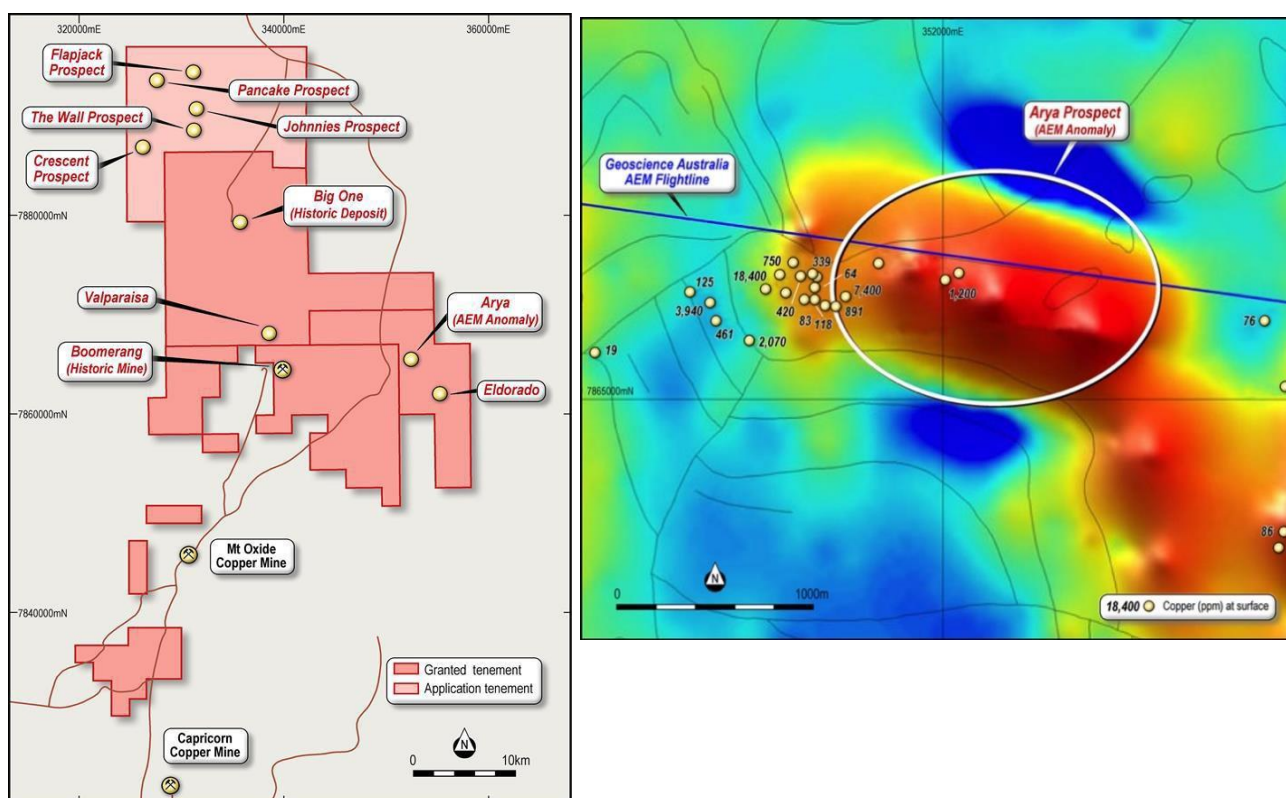 320000mE
340000mE
360000mE
Flapjack
Prospect
Pancake Prospect
The Wall Prospect
Johnnies Prospect
Crescent
Prospect
7880000mN
Big One
(Historic Deposit)
Valparaisa
Arya
(AEM Anomaly)
Boomerang
(Historic Mine)
Eldorado
7860000mN
Mt Oxide
Copper Mine
7840000mN
Granted tenement
Application tenement
Capricorn
Copper Mine
N
0
10km
352000mE
Arya Prospect
(AEM Anomaly)
Geoscience Australia
AEM Flightline
750
339
64
18,400
125
7,400
1,200
3,940
420
83
118
891
461
2,070
76
19
7865000mN
86
N
0
1000m
18,400 Copper (ppm) at surface